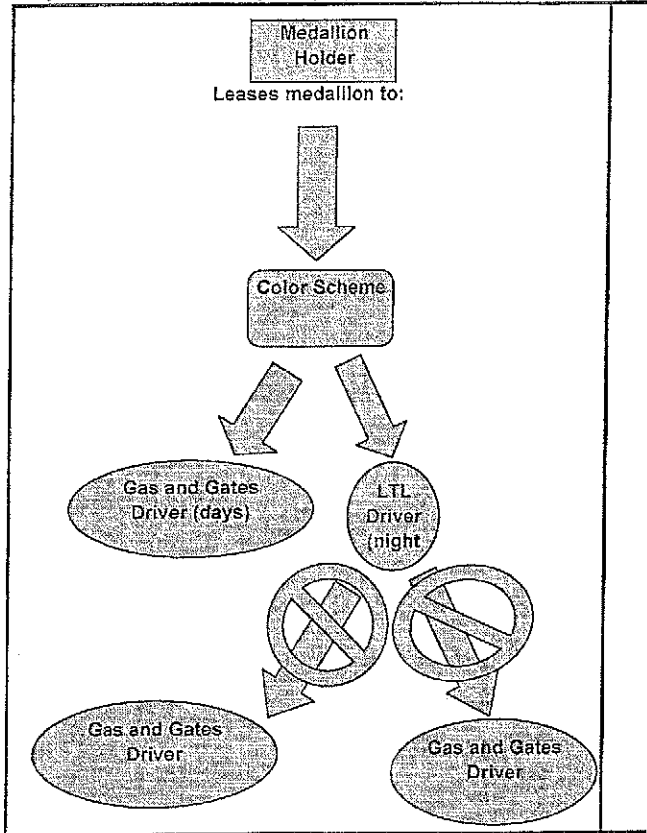 Medallion
Holder
Leases medallion to:
Color Scheme
Gas and Gates
Driver (days)
LTL
Driver
(night
Gas and Gates
Driver
Gas and Gates
Driver